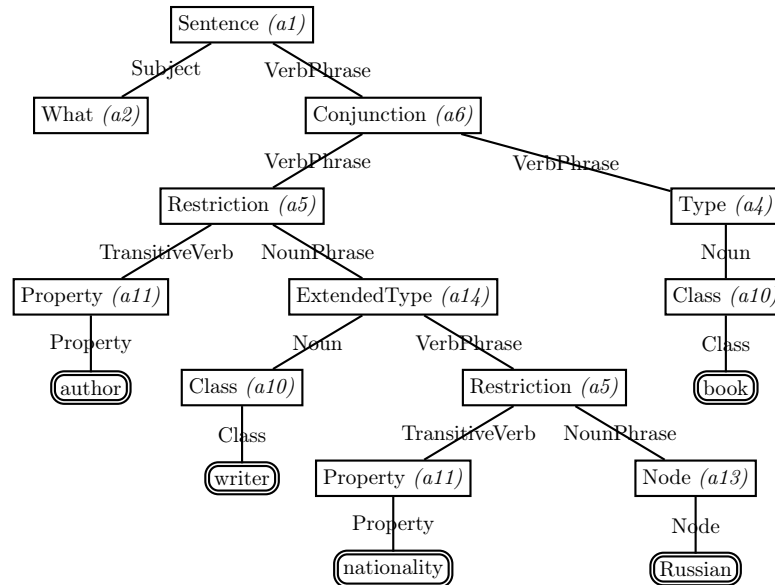 Sentence (a1)
Subject VerbPhrase
What (a2) Conjunction (a6)
VerbPhrase VerbPhrase
Restriction (a5) Type (a4)
TransitiveVerb NounPhrase Noun
Property (a11) ExtendedType (a14) Class (a10)
Property Noun VerbPhrase Class
author Class (a10) Restriction (a5) book
Class TransitiveVerb NounPhrase
writer Property (a11) Node (a13)
Property Node
nationality Russian